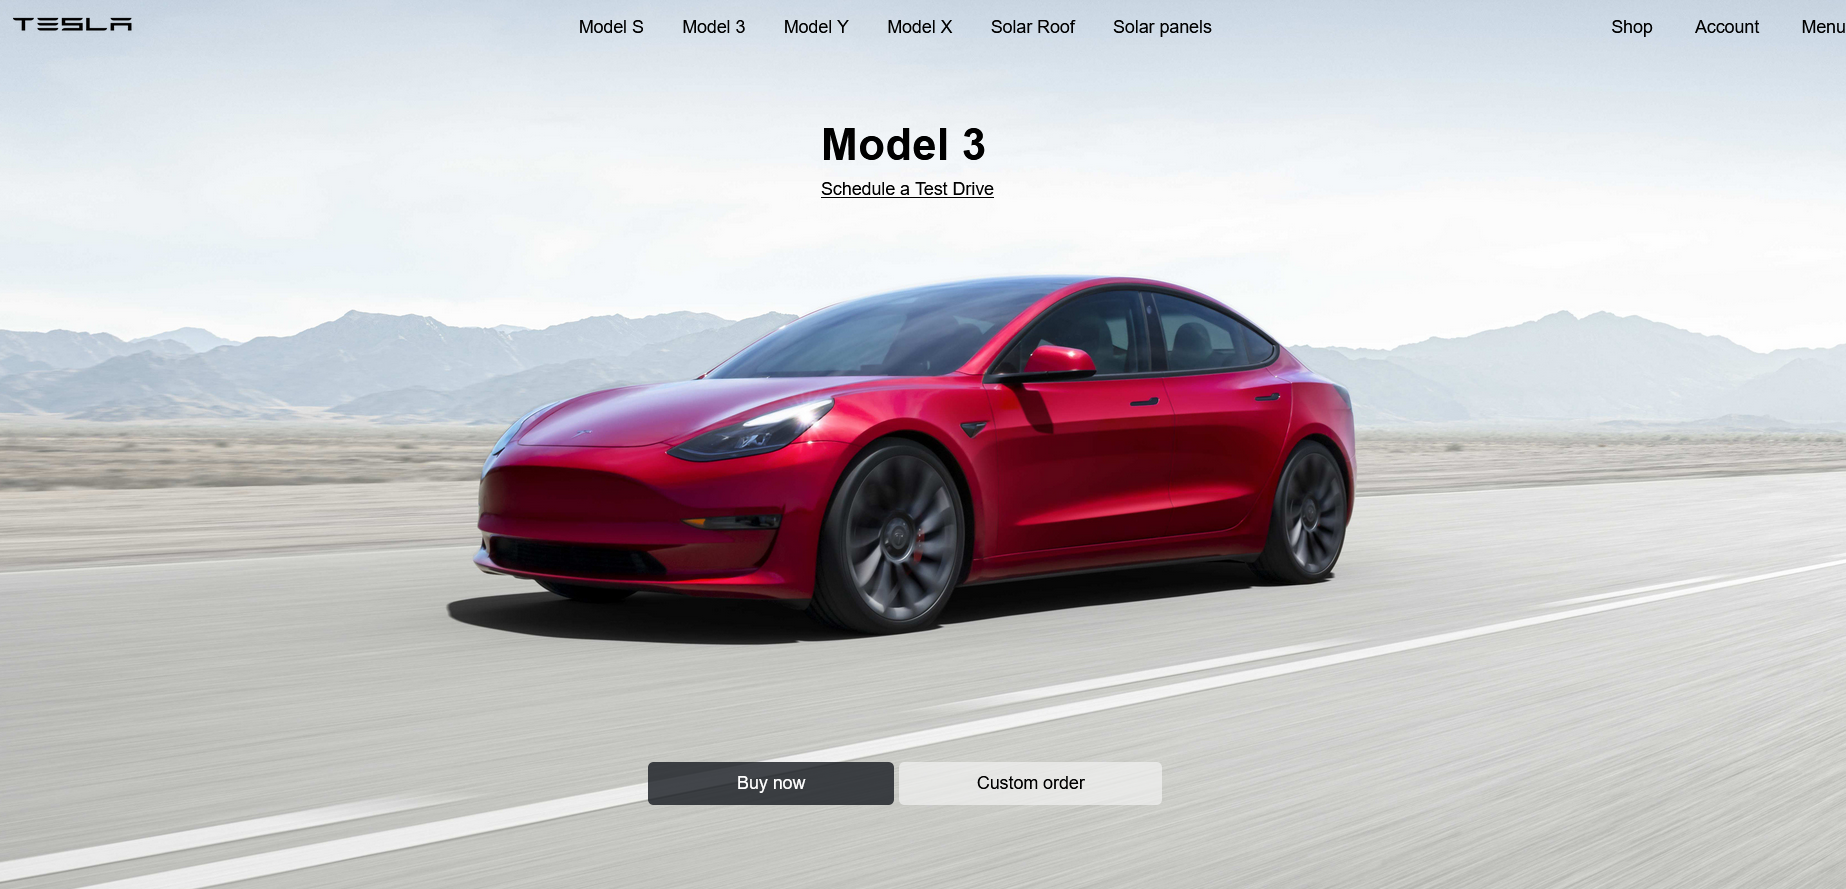 TESLA Model S Model 3 Model Y Model X Solar Roof Solar panels Shop Account Menu
Model 3
Schedule a Test Drive
Buy now Custom order